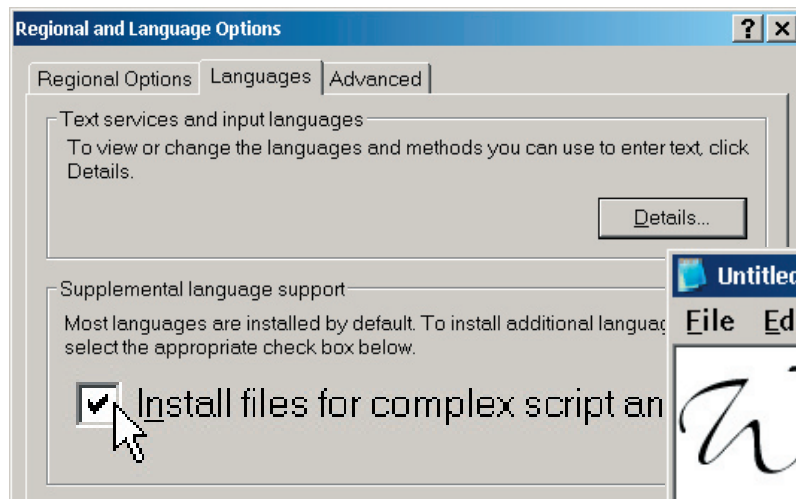 Regional and Language Options
Regional Options Languages Advanced
Text services and input languages
To view or change the languages and methods you can use to enter text, click
Details.
Details...
Supplemental language support
Most languages are installed by default. To install additional
select the appropriate check box below.
Install files for complex script
Untitled
File